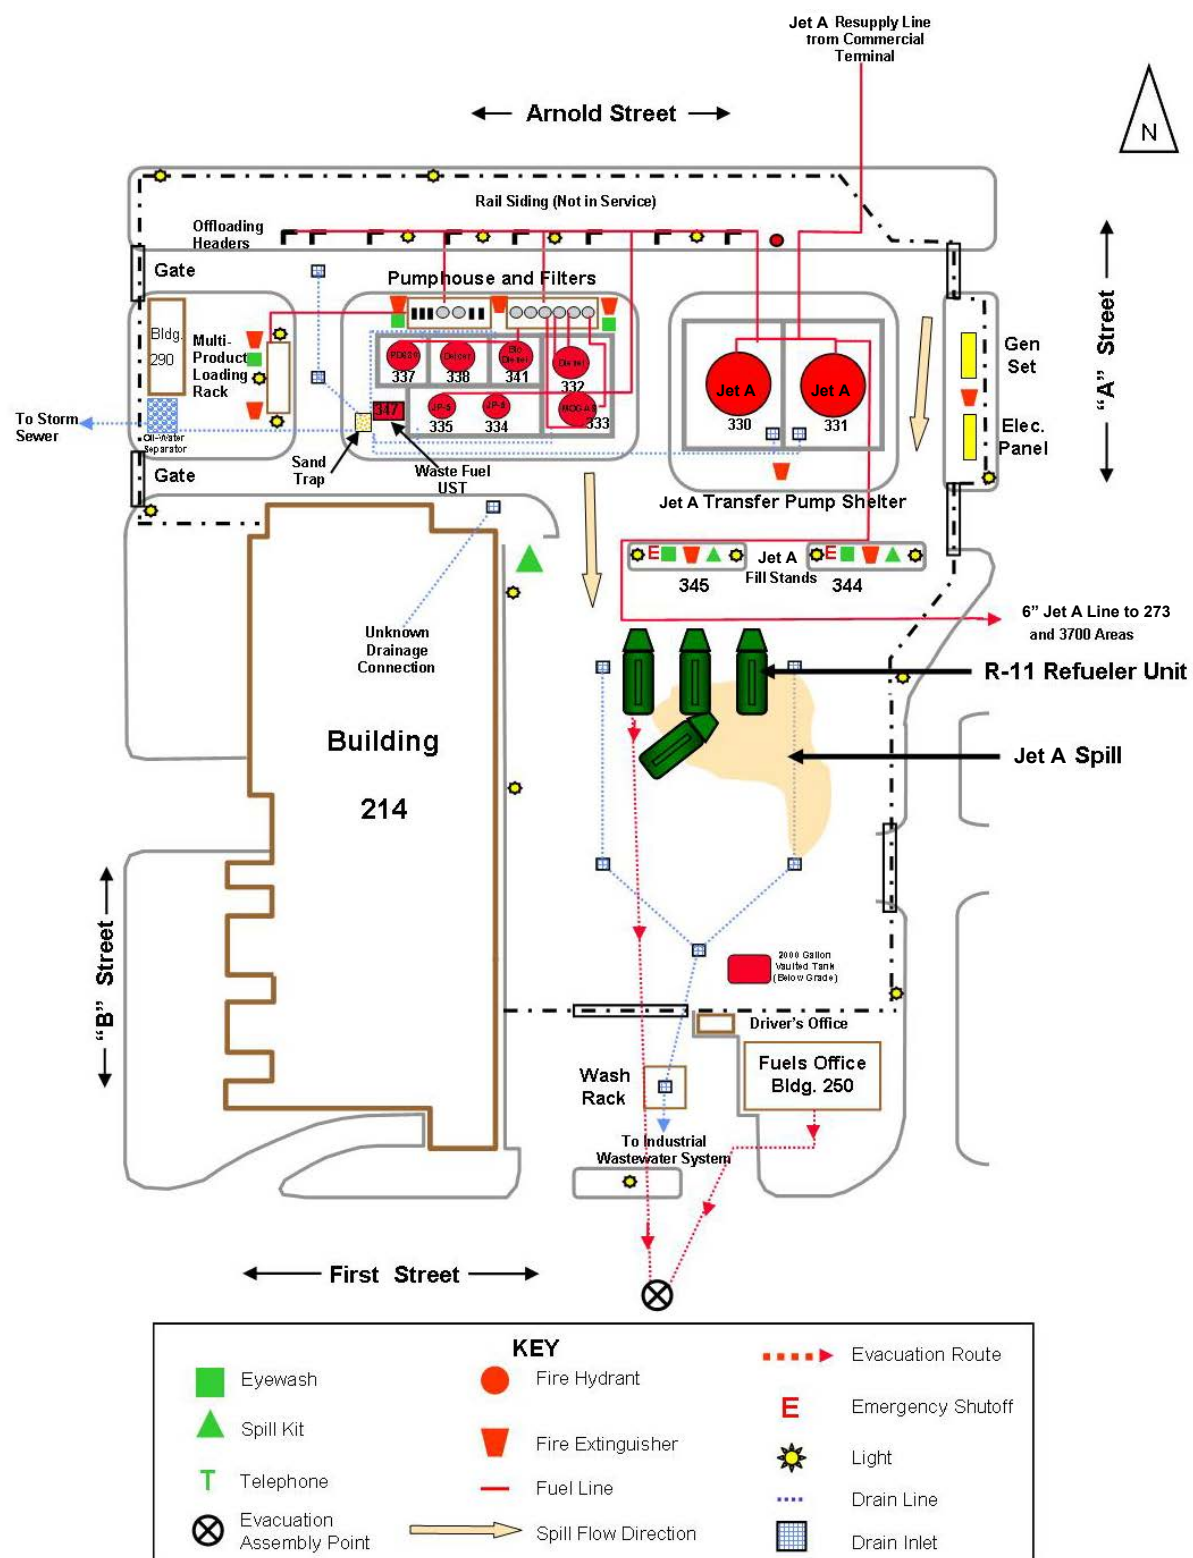 Jet A Resupply Line
from Commercial
Terminal
N
Arnold Street
Rail Siding (Not in Service)
Offloading
Headers
Gate
Pumphouse and Filters
"A" Street
Bldg.
290
Multi-
Product
Loading
Rack
337
338
Bio
Diesel
341
Diesel
332
Jet A
330
Jet A
331
Gen
Set
To Storm
Sewer
Oil-Water
Separator
347
JP-5
335
JP-5
334
MOGAS
333
Elec.
Panel
Sand
Trap
Waste Fuel
UST
Gate
Jet A Transfer Pump Shelter
E
E
Jet A
Fill Stands
345
344
6" Jet A Line to 273
and 3700 Areas
Unknown
Drainage
Connection
R-11 Refueler Unit
Building
214
Jet A Spill
"B" Street
2000 Gallon
Vaulted Tank
(Below Grade)
Driver's Office
Wash
Rack
Fuels Office
Bldg. 250
To Industrial
Wastewater System
First Street
KEY
Eyewash
Fire Hydrant
Evacuation Route
Spill Kit
Fire Extinguisher
E
Emergency Shutoff
T
Telephone
Fuel Line
Light
Evacuation
Assembly Point
Spill Flow Direction
Drain Line
Drain Inlet